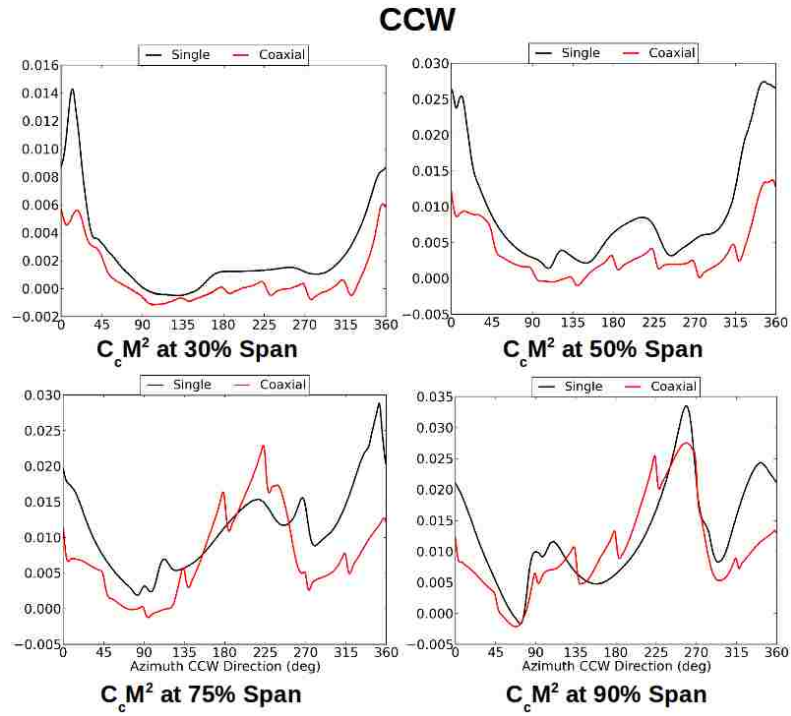 CCW
Single Coaxial
0.016
0.014
0.012
0.010
0.008
0.006
0.004
0.002
0.000
−0.002
0 45 90 135 180 225 270 315 360
C_cM² at 30% Span
Single Coaxial
0.030
0.025
0.020
0.015
0.010
0.005
0.000
−0.005
0 45 90 135 180 225 270 315 360
C_cM² at 50% Span
Single Coaxial
0.030
0.025
0.020
0.015
0.010
0.005
0.000
−0.005
0 45 90 135 180 225 270 315 360
Azimuth CCW Direction (deg)
C_cM² at 75% Span
Single Coaxial
0.035
0.030
0.025
0.020
0.015
0.010
0.005
0.000
−0.005
0 45 90 135 180 225 270 315 360
Azimuth CCW Direction (deg)
C_cM² at 90% Span